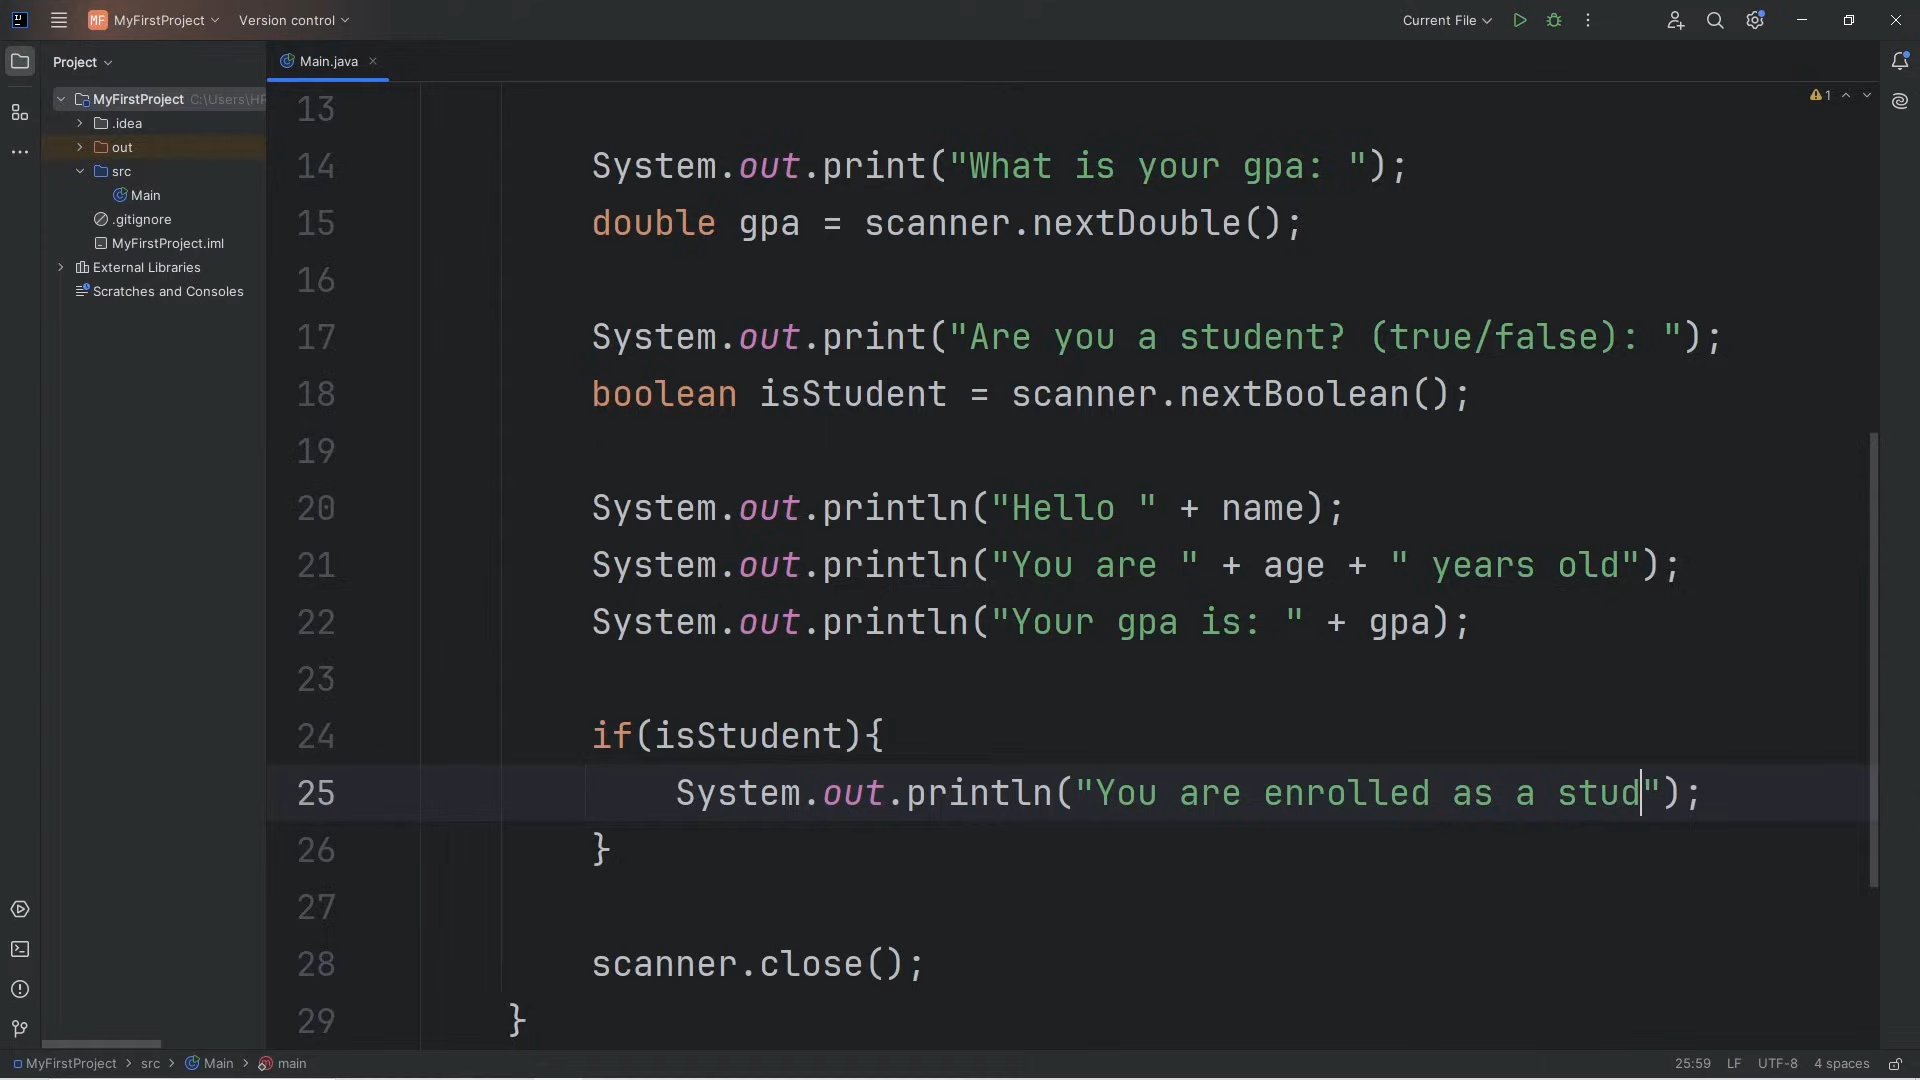 MF MyFirstProject Version control Current File
Project
Main.java
MyFirstProject C:\Users\HP
.idea
out
src
Main
.gitignore
MyFirstProject.iml
External Libraries
Scratches and Consoles
1
13
14 System.out.print("What is your gpa: ");
15 double gpa = scanner.nextDouble();
16
17 System.out.print("Are you a student? (true/false): ");
18 boolean isStudent = scanner.nextBoolean();
19
20 System.out.println("Hello " + name);
21 System.out.println("You are " + age + " years old");
22 System.out.println("Your gpa is: " + gpa);
23
24 if(isStudent){
25 System.out.println("You are enrolled as a stud");
26 }
27
28 scanner.close();
29 }
MyFirstProject > src > Main > main 25:59 LF UTF-8 4 spaces